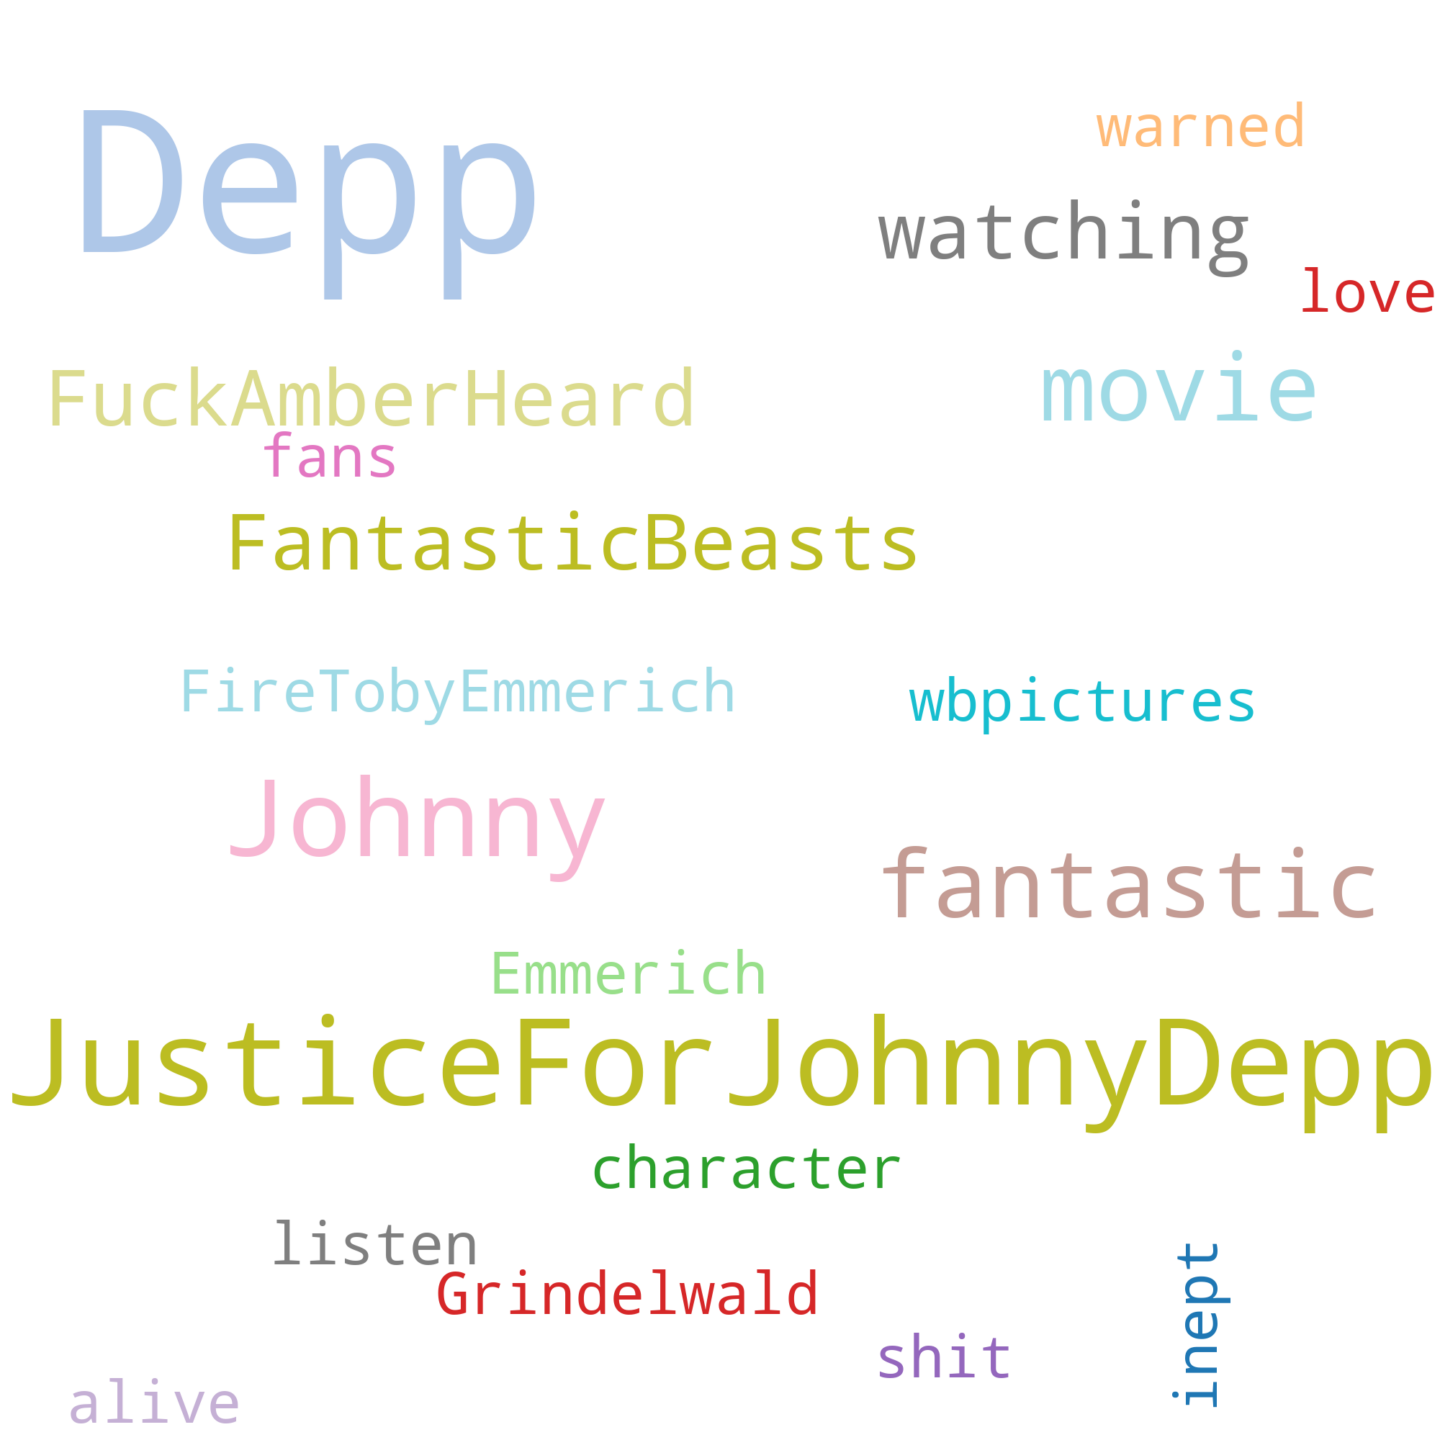 Depp
warned
watching
love
FuckAmberHeard
movie
fans
FantasticBeasts
FireTobyEmmerich
wbpictures
Johnny
fantastic
Emmerich
JusticeForJohnnyDepp
character
listen
Grindelwald
inept
shit
alive